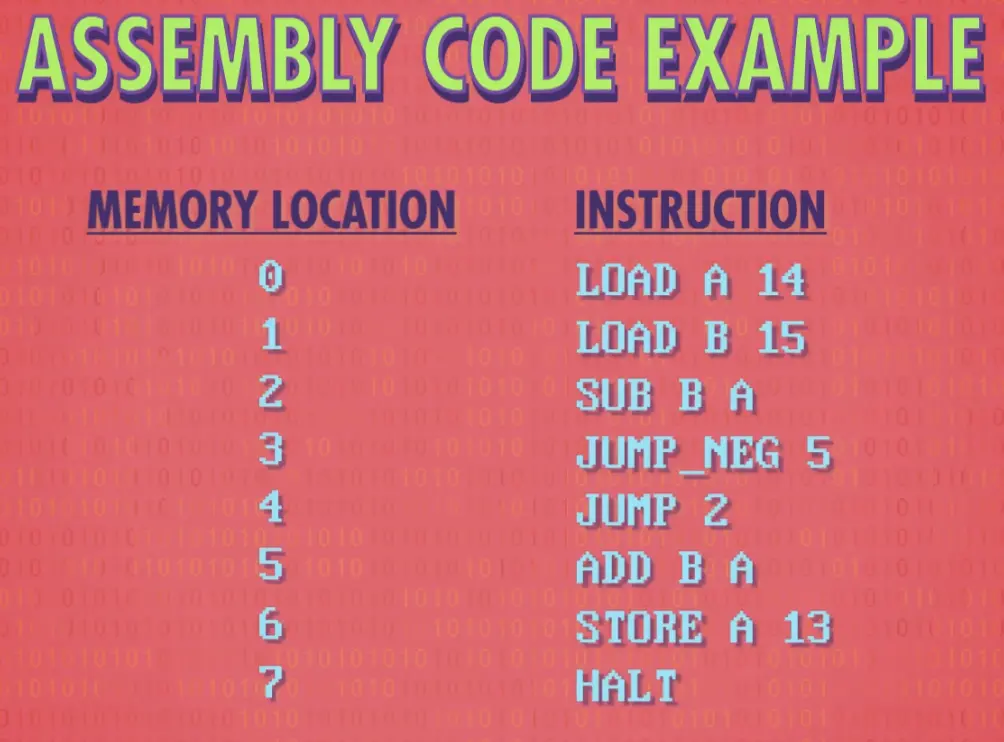 ASSEMBLY CODE EXAMPLE
MEMORY LOCATION INSTRUCTION
0 LOAD A 14
1 LOAD B 15
2 SUB B A
3 JUMP_NEG 5
4 JUMP 2
5 ADD B A
6 STORE A 13
7 HALT